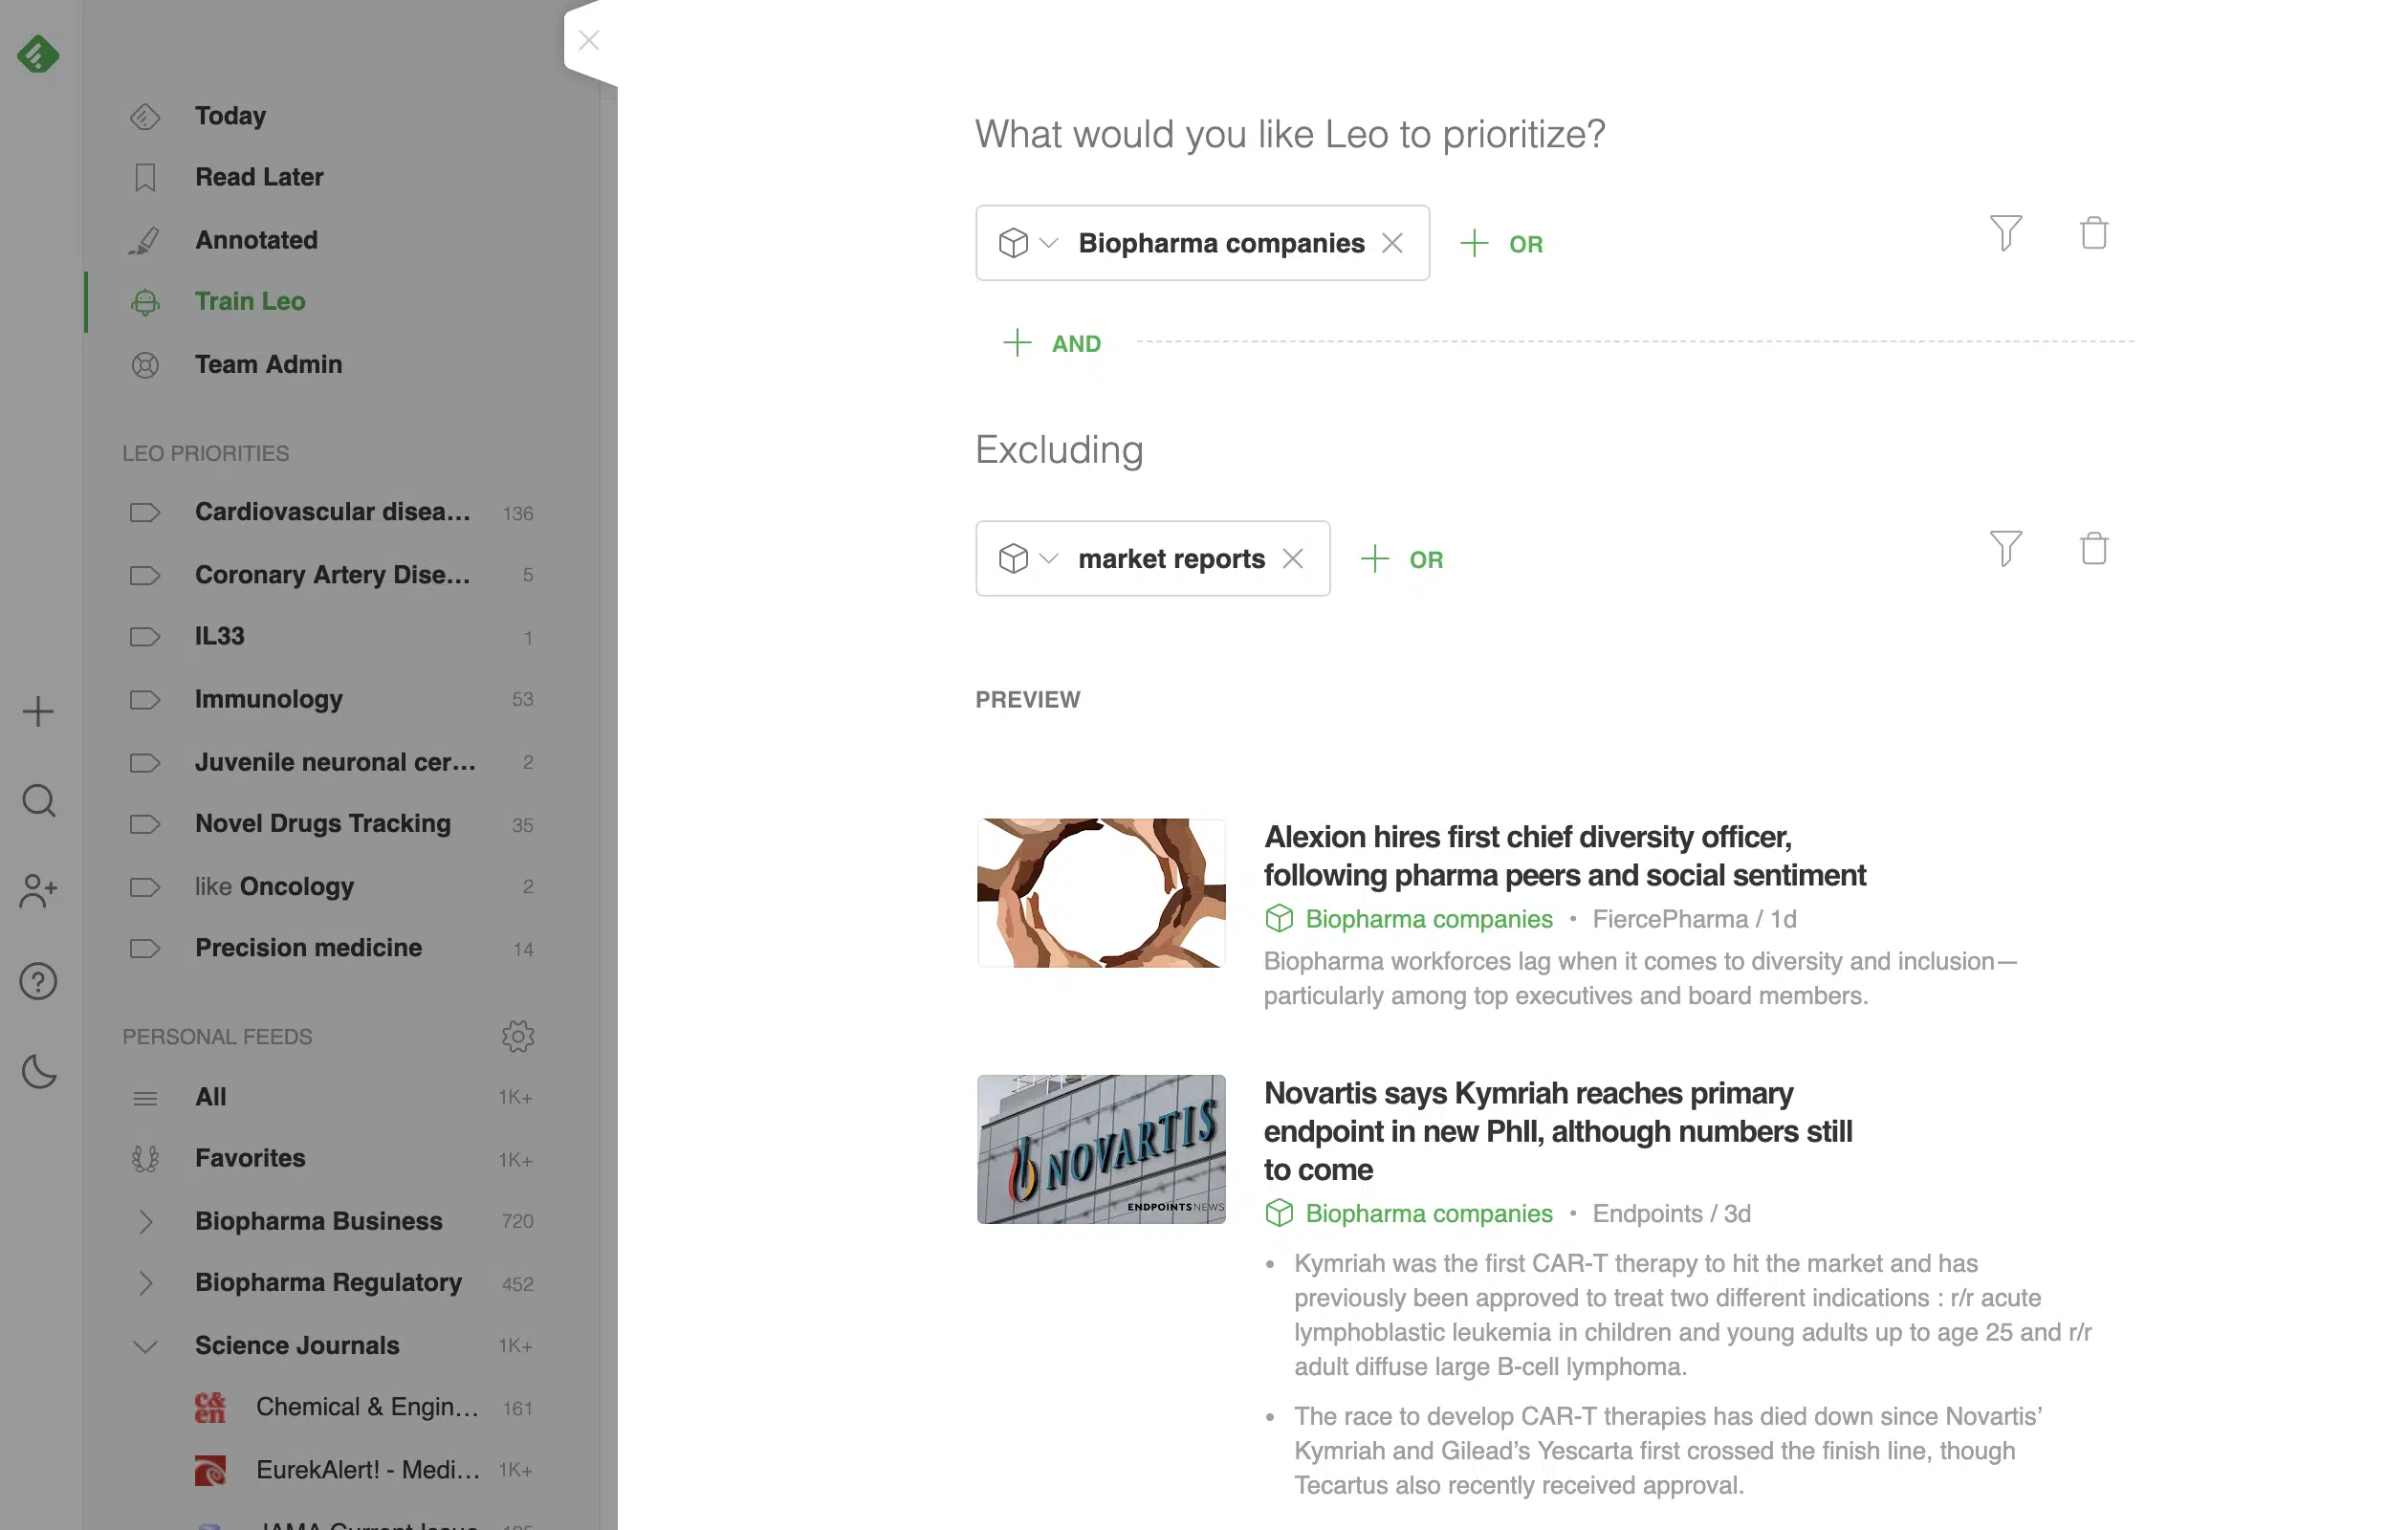 Today
Read Later
Annotated
Train Leo
Team Admin
LEO PRIORITIES
Cardiovascular disea... 136
Coronary Artery Dise... 5
IL33 1
Immunology 53
Juvenile neuronal cer... 2
Novel Drugs Tracking 35
like Oncology 2
Precision medicine 14
PERSONAL FEEDS
All 1K+
Favorites 1K+
Biopharma Business 720
Biopharma Regulatory 452
Science Journals 1K+
c&
en
Chemical & Engin... 161
EurekAlert! - Medi... 1K+
JAMA Current Issue
What would you like Leo to prioritize?
Biopharma companies
OR
AND
Excluding
market reports
OR
PREVIEW
Alexion hires first chief diversity officer,
following pharma peers and social sentiment
Biopharma companies • FiercePharma / 1d
Biopharma workforces lag when it comes to diversity and inclusion—
particularly among top executives and board members.
NOVARTIS
ENDPOINTSNEWS
Novartis says Kymriah reaches primary
endpoint in new PhII, although numbers still
to come
Biopharma companies • Endpoints / 3d
• Kymriah was the first CAR-T therapy to hit the market and has
previously been approved to treat two different indications : r/r acute
lymphoblastic leukemia in children and young adults up to age 25 and r/r
adult diffuse large B-cell lymphoma.
• The race to develop CAR-T therapies has died down since Novartis’
Kymriah and Gilead’s Yescarta first crossed the finish line, though
Tecartus also recently received approval.